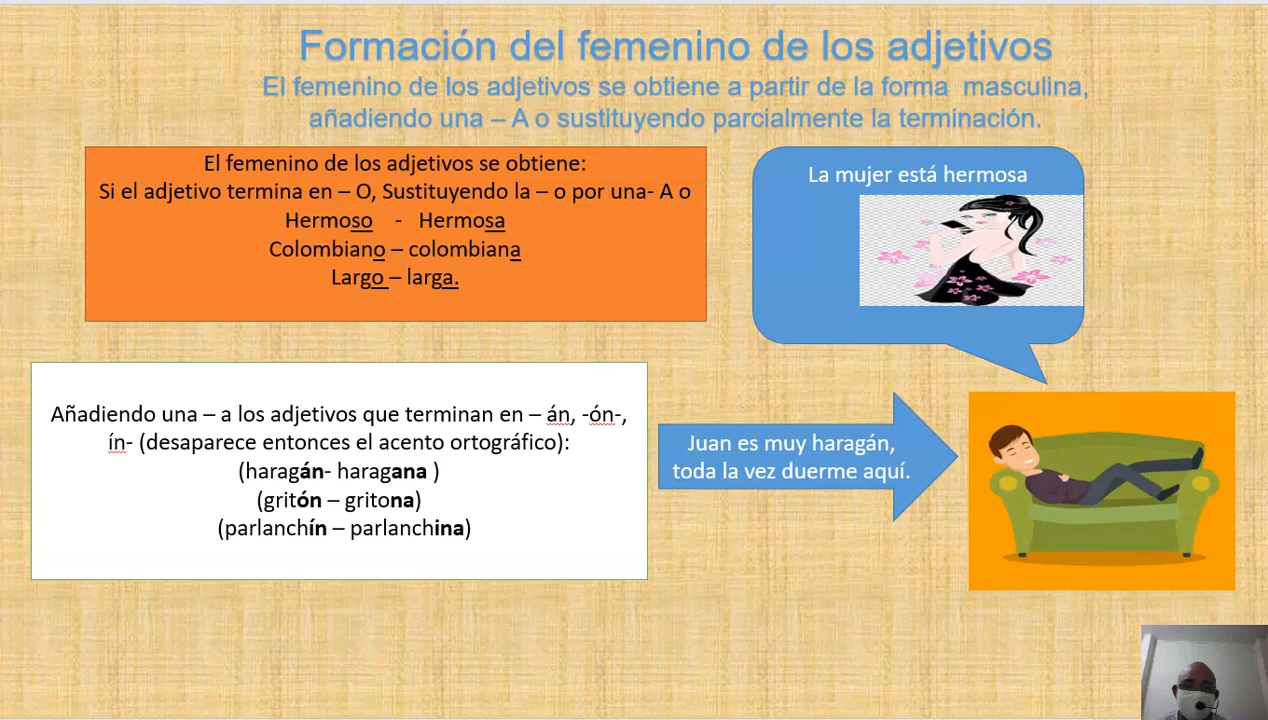 Formación del femenino de los adjetivos
El femenino de los adjetivos se obtiene a partir de la forma masculina,
añadiendo una – A o sustituyendo parcialmente la terminación.
El femenino de los adjetivos se obtiene:
Si el adjetivo termina en – O, Sustituyendo la – o por una- A o
Hermoso - Hermosa
Colombiano – colombiana
Largo – larga.
La mujer está hermosa
Añadiendo una – a los adjetivos que terminan en – án, -ón-,
ín- (desaparece entonces el acento ortográfico):
(haragán- haragana )
(gritón – gritona)
(parlanchín – parlanchina)
Juan es muy haragán,
toda la vez duerme aquí.